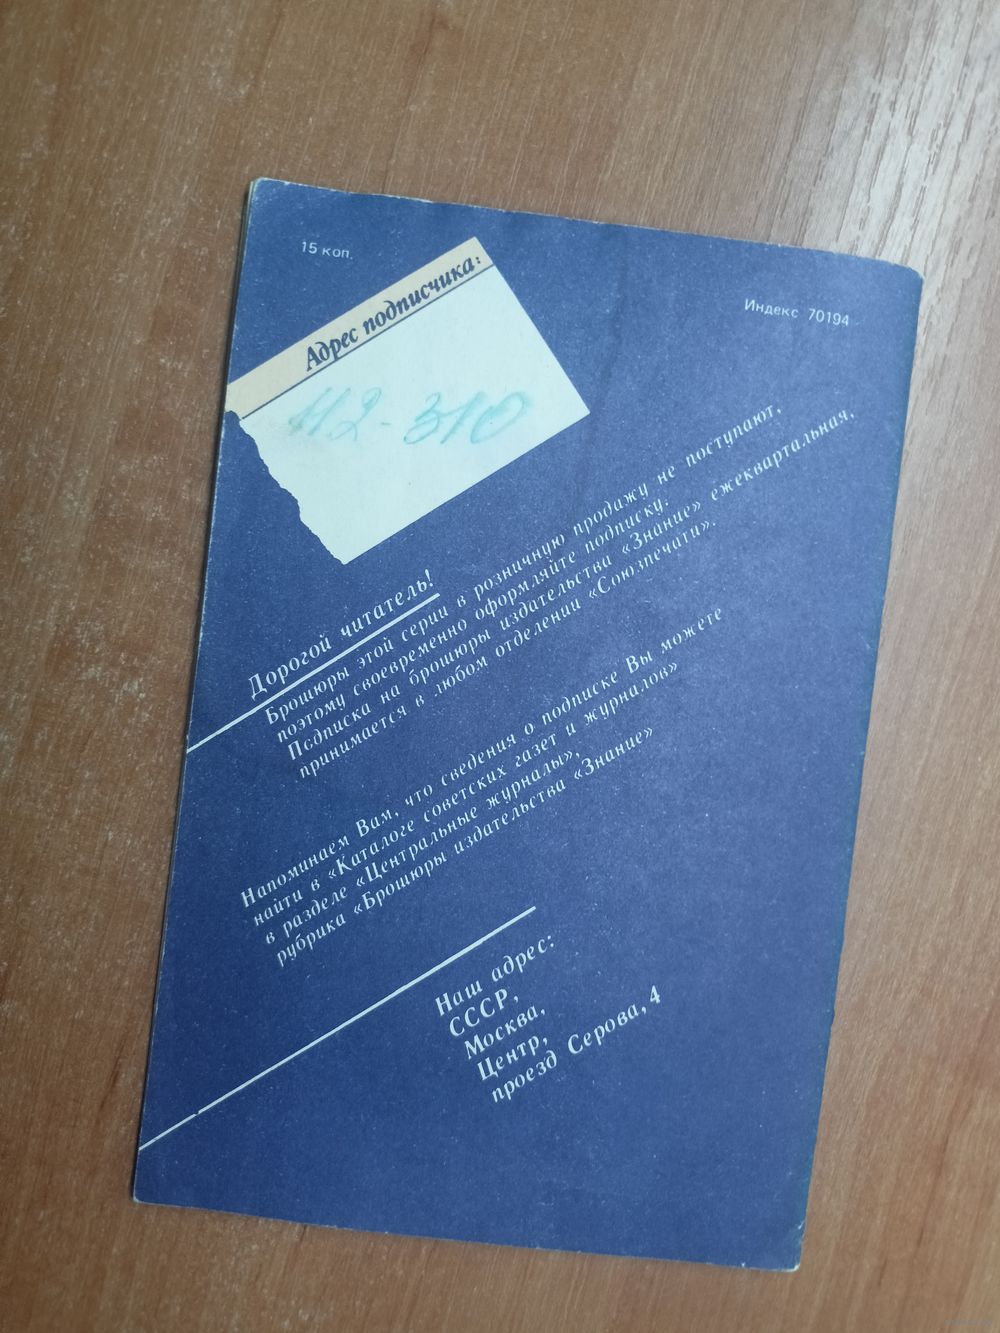 15 коп.
Индекс 70194
Адрес подписчика:
112-310
Дорогой читатель!
Брошюры этой серии в розничную продажу не поступают,
поэтому своевременно оформляйте подписку.
Подписка на брошюры издательства «Знание» ежеквартальная,
принимается в любом отделении «Союзпечати».
Напоминаем Вам, что сведения о подписке Вы можете
найти в «Каталоге советских газет и журналов»
в разделе «Центральные журналы»,
рубрика «Брошюры издательства «Знание»
Наш адрес:
СССР,
Москва,
Центр,
проезд Серова, 4